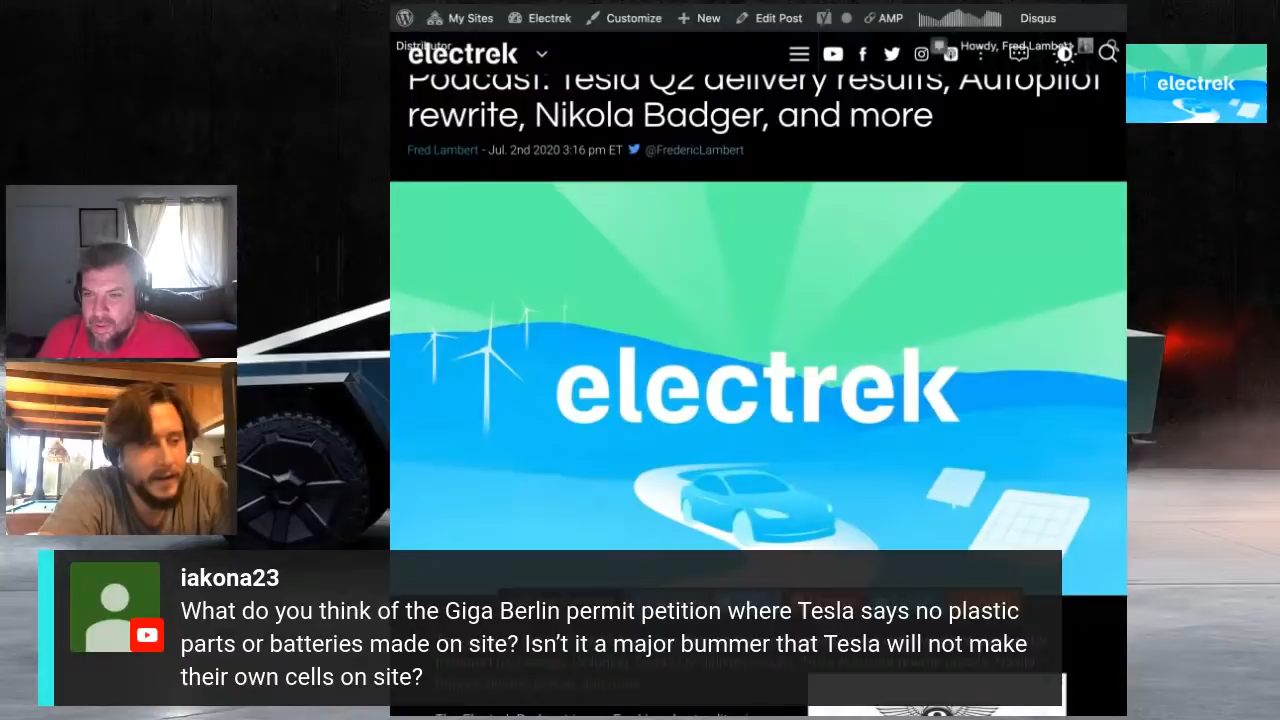 My Sites Electrek Customize New Edit Post AMP Disqus
Distributor
electrek
Howdy, Fred Lambert
Podcast: Tesla Q2 delivery results, Autopilot
rewrite, Nikola Badger, and more
Fred Lambert - Jul. 2nd 2020 3:16 pm ET @FredericLambert
electrek
electrek
iakona23
What do you think of the Giga Berlin permit petition where Tesla says no plastic
parts or batteries made on site? Isn't it a major bummer that Tesla will not make
their own cells on site?